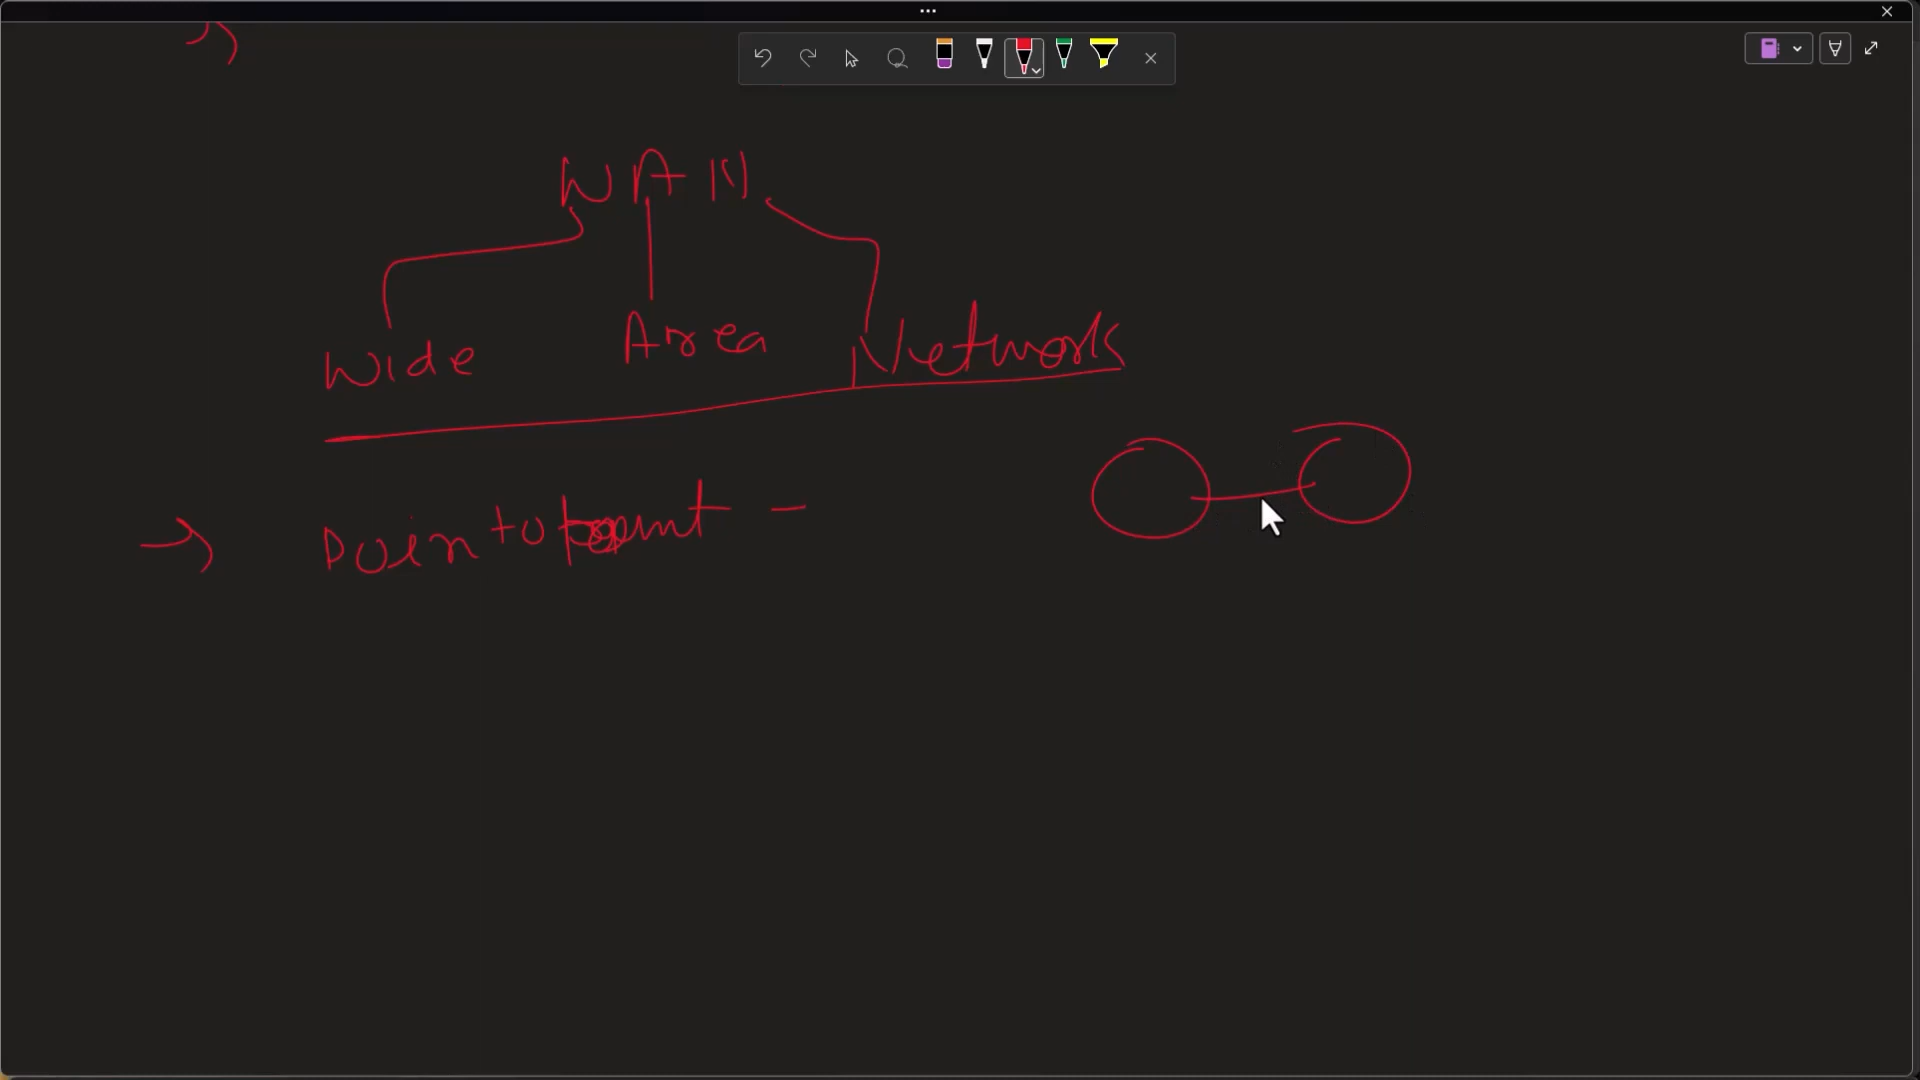 WAN
Wide Area Network
→ Point to point -